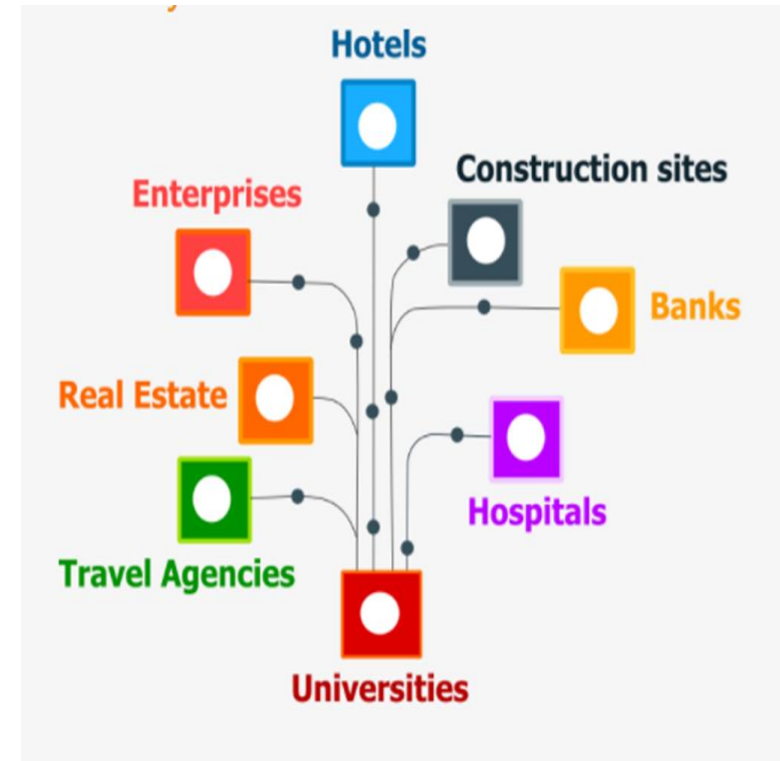 Hotels
Construction sites
Enterprises
Banks
Real Estate
Hospitals
Travel Agencies
Universities